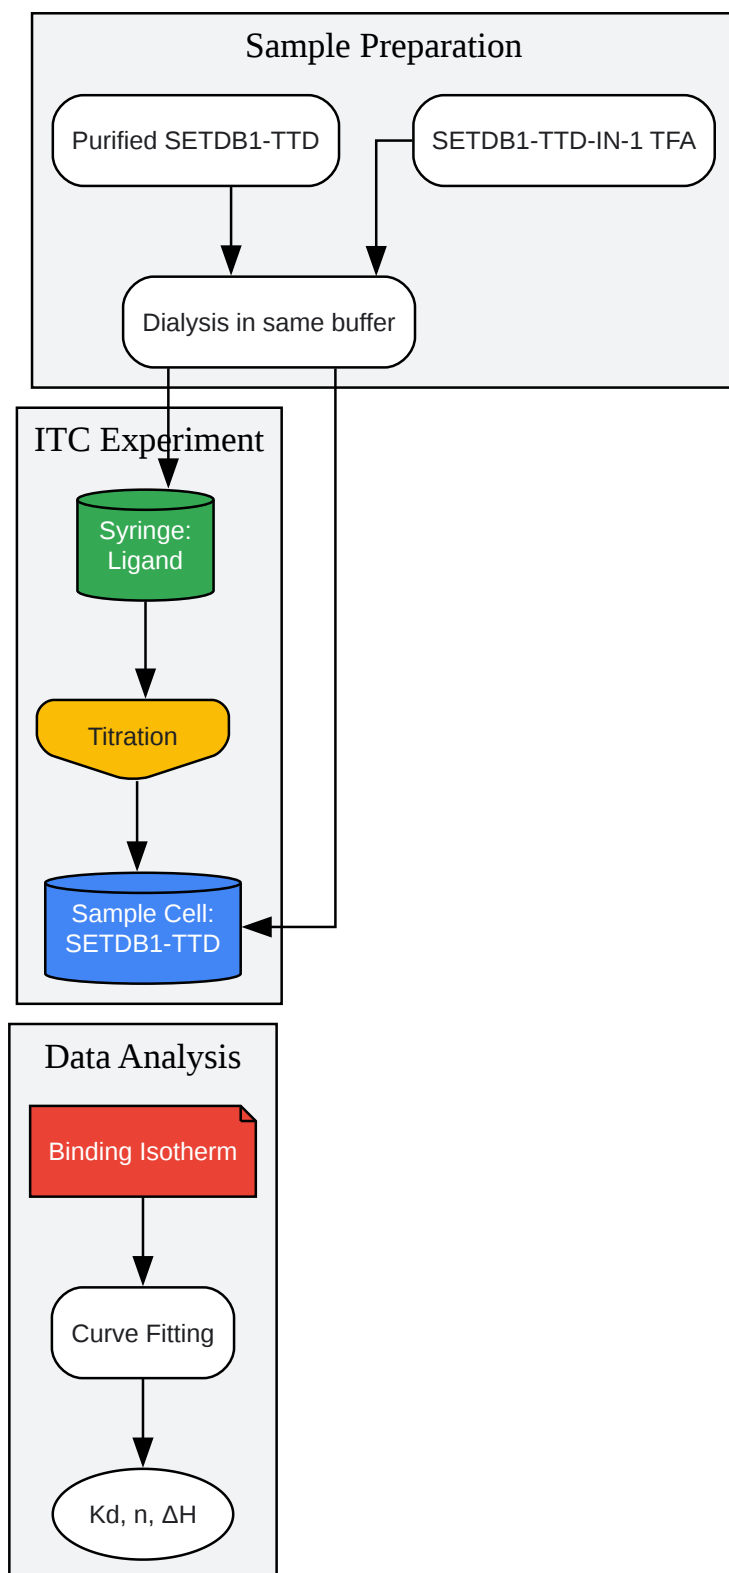 Sample Preparation
Purified SETDB1-TTD
SETDB1-TTD-IN-1 TFA
Dialysis in same buffer
ITC Experiment
Syringe:
Ligand
Titration
Sample Cell:
SETDB1-TTD
Data Analysis
Binding Isotherm
Curve Fitting
Kd, n, ΔH